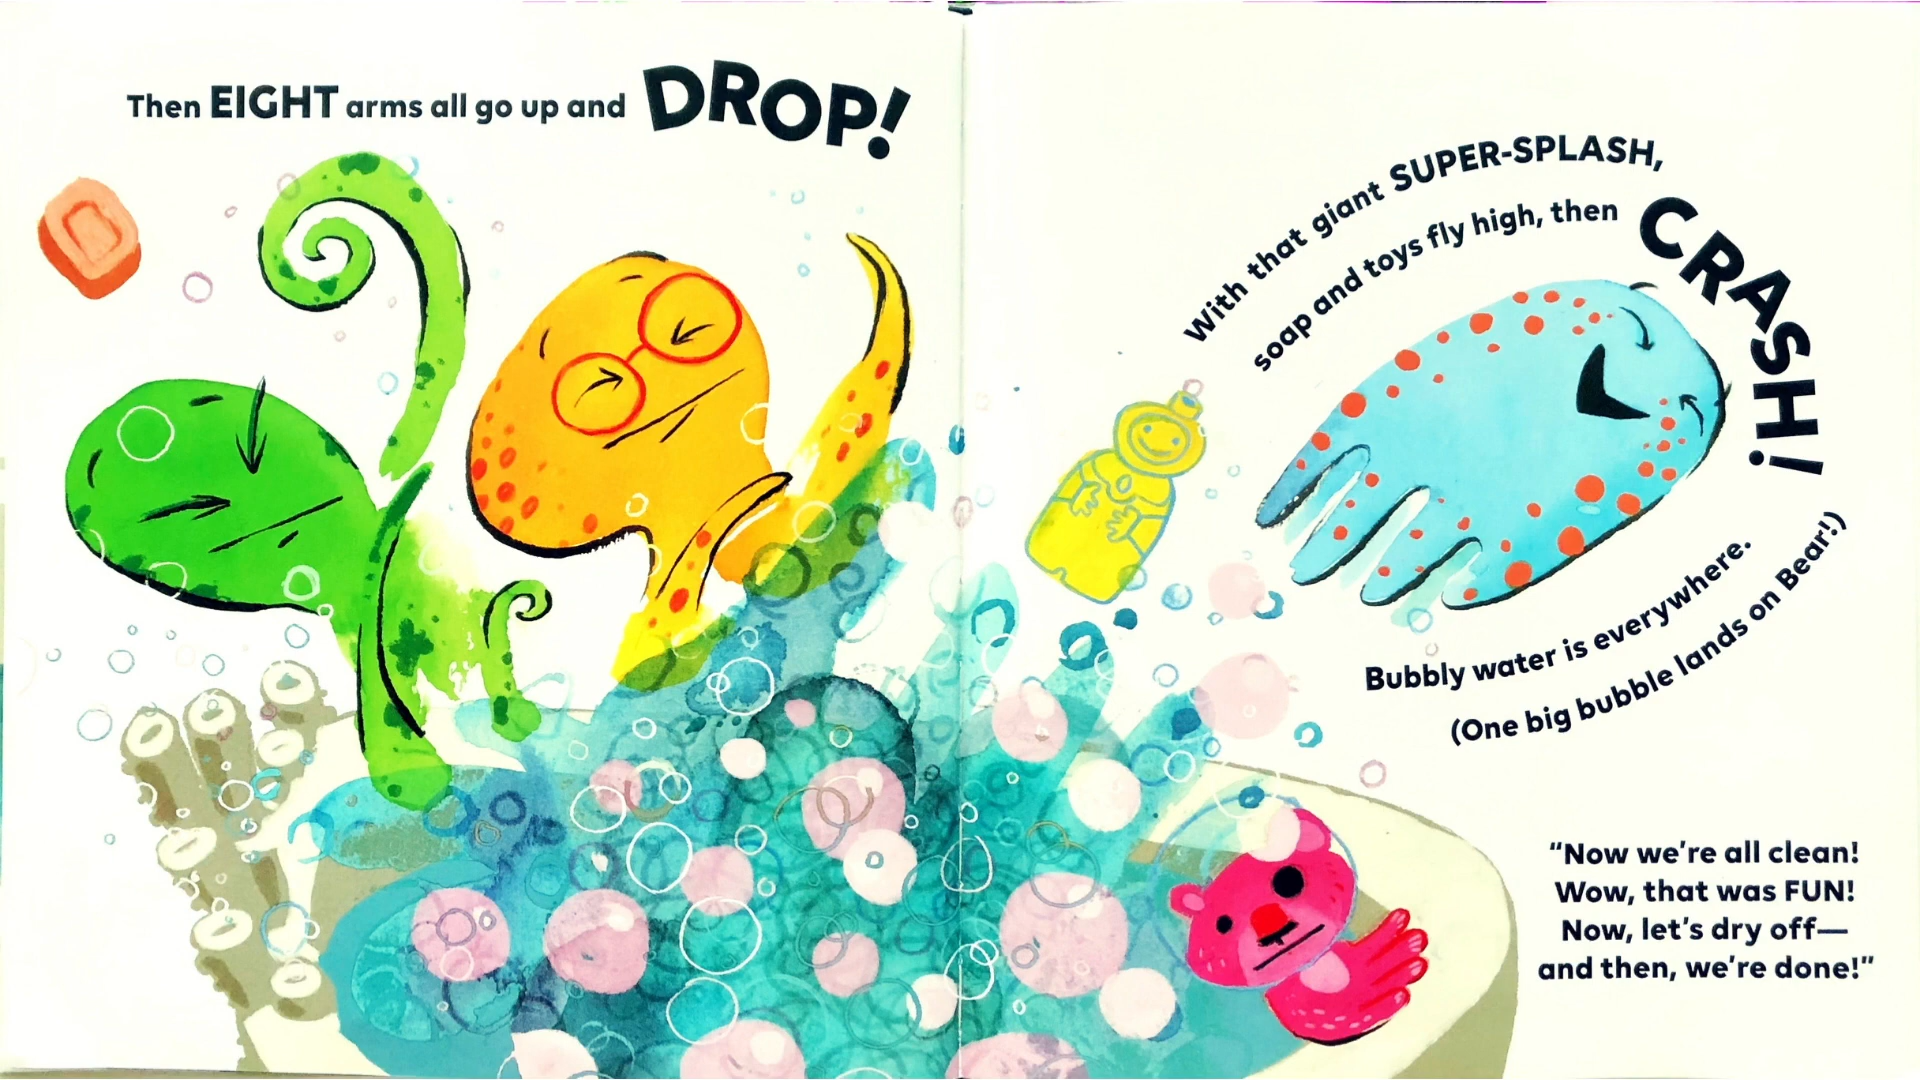 Then EIGHT arms all go up and DROP!
With that giant SUPER-SPLASH,
soap and toys fly high, then CRASH!
Bubbly water is everywhere.
(One big bubble lands on Bear!)
“Now we’re all clean!
Wow, that was FUN!
Now, let’s dry off—
and then, we’re done!”